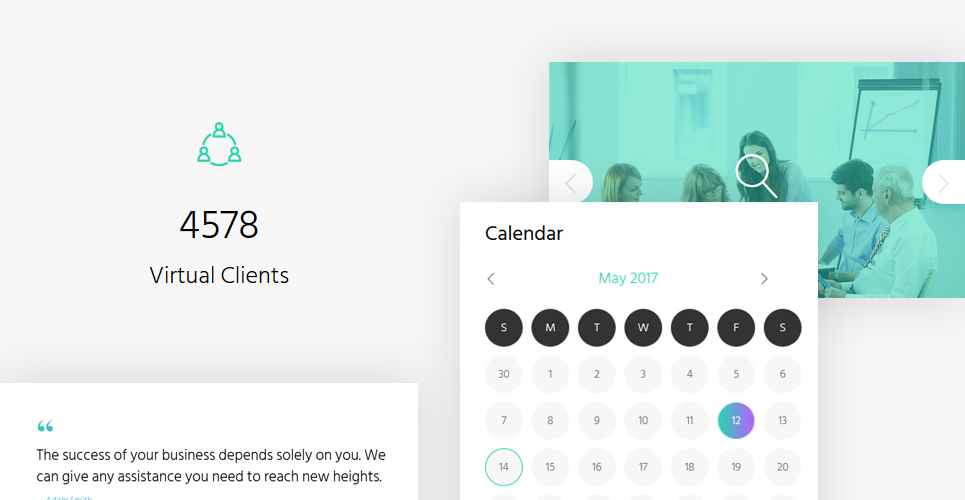 4578
Virtual Clients
Calendar
May 2017
S M T W T F S
30 1 2 3 4 5 6
7 8 9 10 11 12 13
14 15 16 17 18 19 20
“
The success of your business depends solely on you. We
can give any assistance you need to reach new heights.
Adam Smith